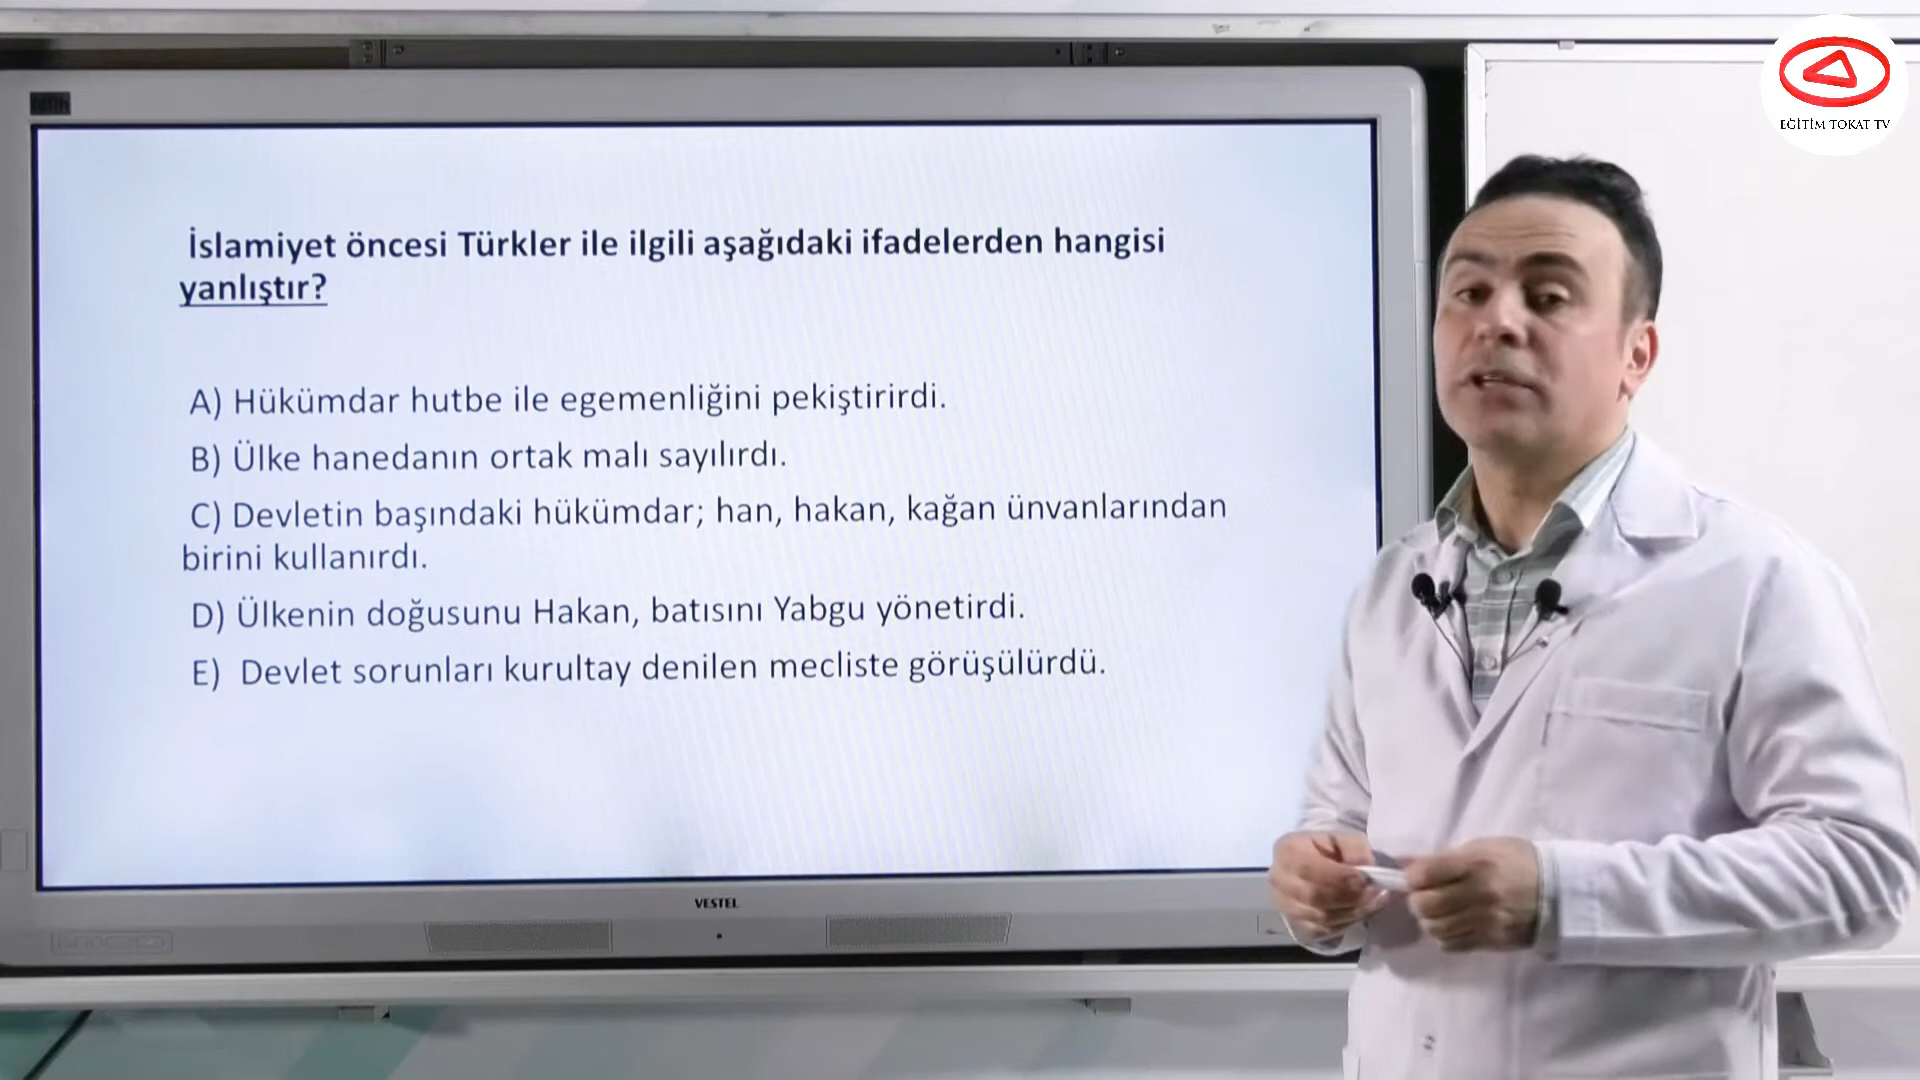 EĞİTİM TOKAT TV
İslamiyet öncesi Türkler ile ilgili aşağıdaki ifadelerden hangisi
yanlıştır?
A) Hükümdar hutbe ile egemenliğini pekiştirirdi.
B) Ülke hanedanın ortak malı sayılırdı.
C) Devletin başındaki hükümdar; han, hakan, kağan ünvanlarından
birini kullanırdı.
D) Ülkenin doğusunu Hakan, batısını Yabgu yönetirdi.
E) Devlet sorunları kurultay denilen mecliste görüşülürdü.
VESTEL